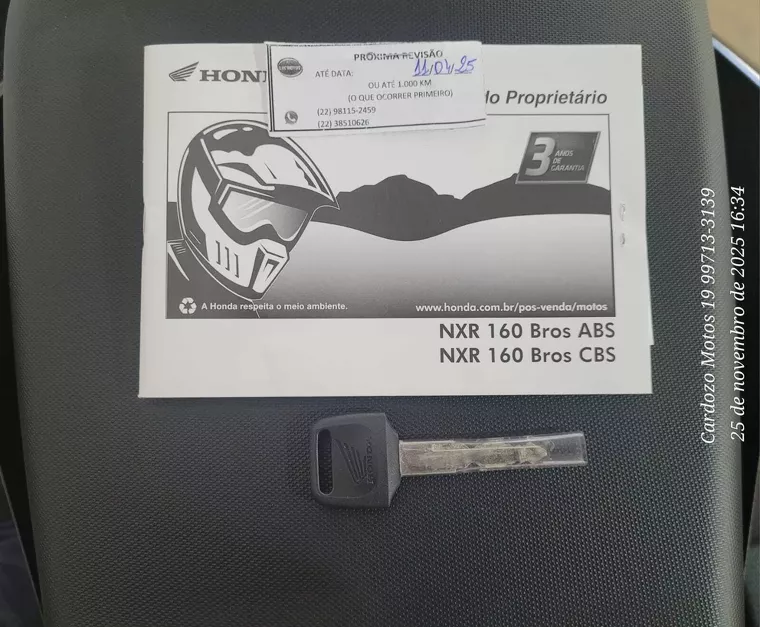 HOND
PRÓXIMA REVISÃO
ATÉ DATA: 11/04/25
OU ATÉ 1.000 KM
(O QUE OCORRER PRIMEIRO)
(22) 98115-2459
(22) 38510626
do Proprietário
3 ANOS
DE
GARANTIA
A Honda respeita o meio ambiente.
www.honda.com.br/pos-venda/motos
NXR 160 Bros ABS
NXR 160 Bros CBS
HONDA
Cardozo Motos 19 99713-3139
25 de novembro de 2025 16:34